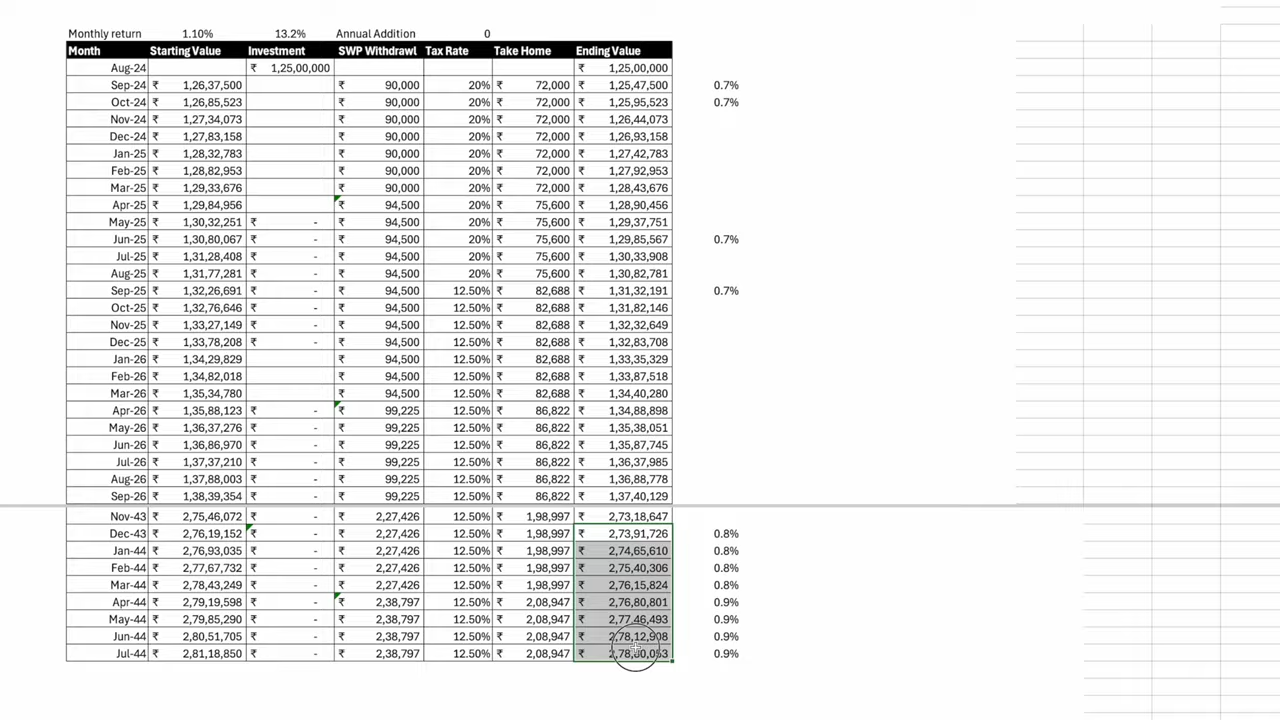 Monthly return 1.10% 13.2% Annual Addition 0
Month Starting Value Investment SWP Withdrawl Tax Rate Take Home Ending Value
Aug-24 ₹ 1,25,00,000 ₹ 1,25,00,000
Sep-24 ₹ 1,26,37,500 ₹ 90,000 20% ₹ 72,000 ₹ 1,25,47,500 0.7%
Oct-24 ₹ 1,26,85,523 ₹ 90,000 20% ₹ 72,000 ₹ 1,25,95,523 0.7%
Nov-24 ₹ 1,27,34,073 ₹ 90,000 20% ₹ 72,000 ₹ 1,26,44,073
Dec-24 ₹ 1,27,83,158 ₹ 90,000 20% ₹ 72,000 ₹ 1,26,93,158
Jan-25 ₹ 1,28,32,783 ₹ 90,000 20% ₹ 72,000 ₹ 1,27,42,783
Feb-25 ₹ 1,28,82,953 ₹ 90,000 20% ₹ 72,000 ₹ 1,27,92,953
Mar-25 ₹ 1,29,33,676 ₹ 90,000 20% ₹ 72,000 ₹ 1,28,43,676
Apr-25 ₹ 1,29,84,956 ₹ 94,500 20% ₹ 75,600 ₹ 1,28,90,456
May-25 ₹ 1,30,32,251 ₹ - ₹ 94,500 20% ₹ 75,600 ₹ 1,29,37,751
Jun-25 ₹ 1,30,80,067 ₹ - ₹ 94,500 20% ₹ 75,600 ₹ 1,29,85,567 0.7%
Jul-25 ₹ 1,31,28,408 ₹ - ₹ 94,500 20% ₹ 75,600 ₹ 1,30,33,908
Aug-25 ₹ 1,31,77,281 ₹ - ₹ 94,500 20% ₹ 75,600 ₹ 1,30,82,781
Sep-25 ₹ 1,32,26,691 ₹ - ₹ 94,500 12.50% ₹ 82,688 ₹ 1,31,32,191 0.7%
Oct-25 ₹ 1,32,76,646 ₹ - ₹ 94,500 12.50% ₹ 82,688 ₹ 1,31,82,146
Nov-25 ₹ 1,33,27,149 ₹ - ₹ 94,500 12.50% ₹ 82,688 ₹ 1,32,32,649
Dec-25 ₹ 1,33,78,208 ₹ - ₹ 94,500 12.50% ₹ 82,688 ₹ 1,32,83,708
Jan-26 ₹ 1,34,29,829 ₹ 94,500 12.50% ₹ 82,688 ₹ 1,33,35,329
Feb-26 ₹ 1,34,82,018 ₹ 94,500 12.50% ₹ 82,688 ₹ 1,33,87,518
Mar-26 ₹ 1,35,34,780 ₹ 94,500 12.50% ₹ 82,688 ₹ 1,34,40,280
Apr-26 ₹ 1,35,88,123 ₹ - ₹ 99,225 12.50% ₹ 86,822 ₹ 1,34,88,898
May-26 ₹ 1,36,37,276 ₹ - ₹ 99,225 12.50% ₹ 86,822 ₹ 1,35,38,051
Jun-26 ₹ 1,36,86,970 ₹ - ₹ 99,225 12.50% ₹ 86,822 ₹ 1,35,87,745
Jul-26 ₹ 1,37,37,210 ₹ - ₹ 99,225 12.50% ₹ 86,822 ₹ 1,36,37,985
Aug-26 ₹ 1,37,88,003 ₹ - ₹ 99,225 12.50% ₹ 86,822 ₹ 1,36,88,778
Sep-26 ₹ 1,38,39,354 ₹ - ₹ 99,225 12.50% ₹ 86,822 ₹ 1,37,40,129
Nov-43 ₹ 2,75,46,072 ₹ - ₹ 2,27,426 12.50% ₹ 1,98,997 ₹ 2,73,18,647
Dec-43 ₹ 2,76,19,152 ₹ - ₹ 2,27,426 12.50% ₹ 1,98,997 ₹ 2,73,91,726 0.8%
Jan-44 ₹ 2,76,93,035 ₹ - ₹ 2,27,426 12.50% ₹ 1,98,997 ₹ 2,74,65,610 0.8%
Feb-44 ₹ 2,77,67,732 ₹ - ₹ 2,27,426 12.50% ₹ 1,98,997 ₹ 2,75,40,306 0.8%
Mar-44 ₹ 2,78,43,249 ₹ - ₹ 2,27,426 12.50% ₹ 1,98,997 ₹ 2,76,15,824 0.8%
Apr-44 ₹ 2,79,19,598 ₹ - ₹ 2,38,797 12.50% ₹ 2,08,947 ₹ 2,76,80,801 0.9%
May-44 ₹ 2,79,85,290 ₹ - ₹ 2,38,797 12.50% ₹ 2,08,947 ₹ 2,77,46,493 0.9%
Jun-44 ₹ 2,80,51,705 ₹ - ₹ 2,38,797 12.50% ₹ 2,08,947 ₹ 2,78,12,908 0.9%
Jul-44 ₹ 2,81,18,850 ₹ - ₹ 2,38,797 12.50% ₹ 2,08,947 ₹ 2,78,80,053 0.9%